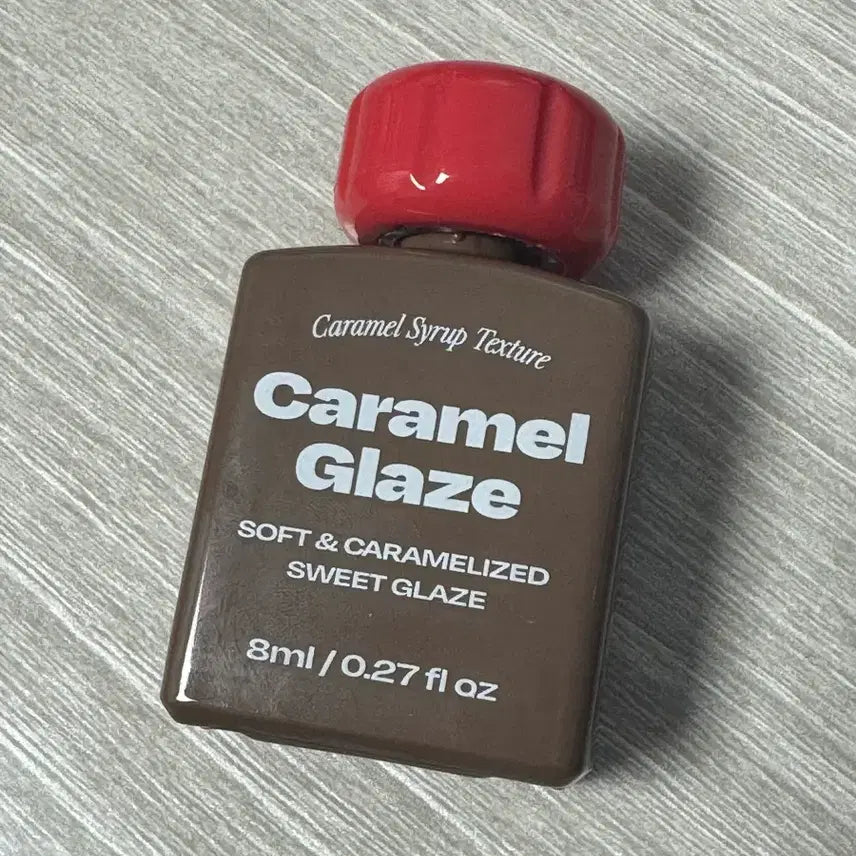 Caramel Syrup Texture
Caramel
Glaze
SOFT & CARAMELIZED
SWEET GLAZE
8ml / 0.27 fl oz